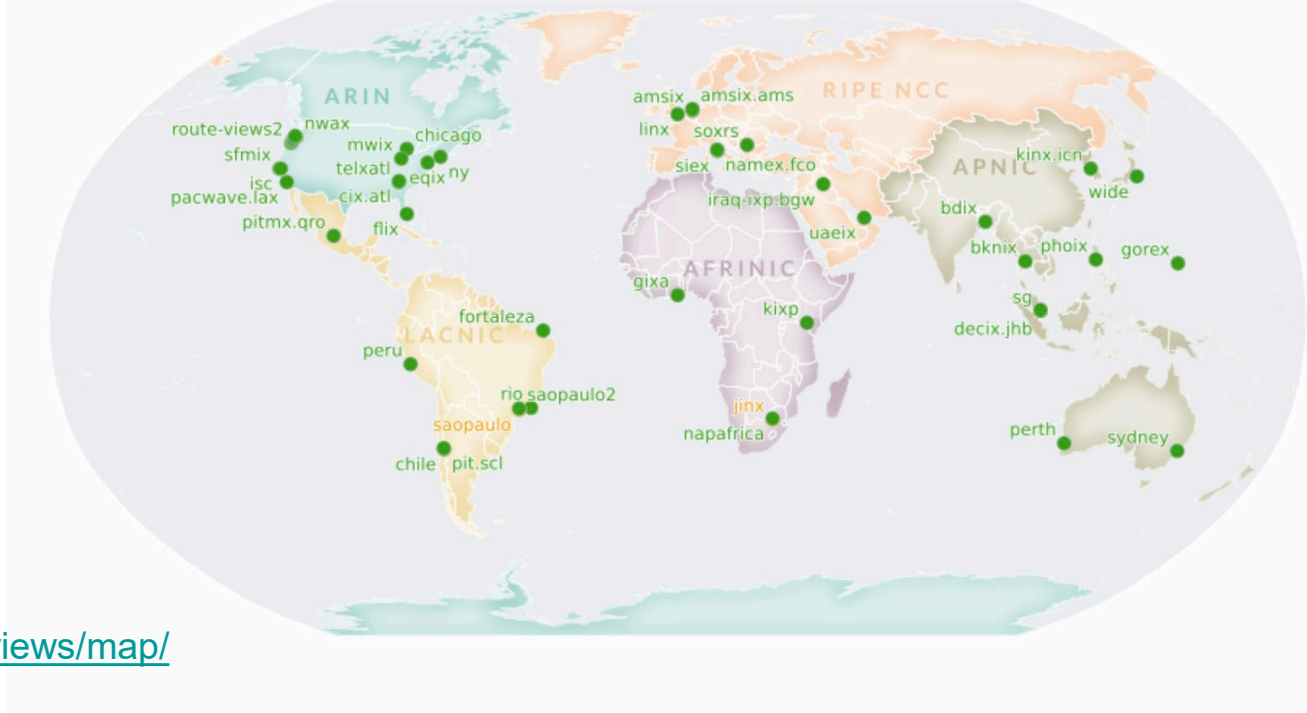 ARIN
RIPE NCC
amsix amsix.ams
route-views2 nwax
linx soxrs
mwix chicago
sfmix
telxatl
siex namex.fco
kinx.icn
APNIC
isc
eqix ny
pacwave.lax
cix.atl
iraq-ixp.bgw
wide
bdix
pitmx.qro
flix
uaeix
bknix phoix gorex
AFRINIC
gixa
sg
kixp
fortaleza
decix.jhb
LACNIC
peru
rio saopaulo2
jinx
saopaulo
napafrica
perth
sydney
chile pit.scl
iews/map/